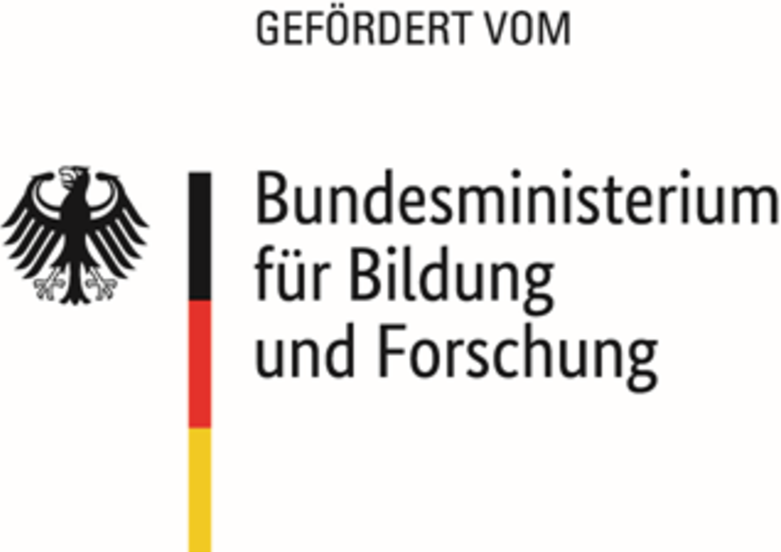 GEFÖRDERT VOM
Bundesministerium
für Bildung
und Forschung